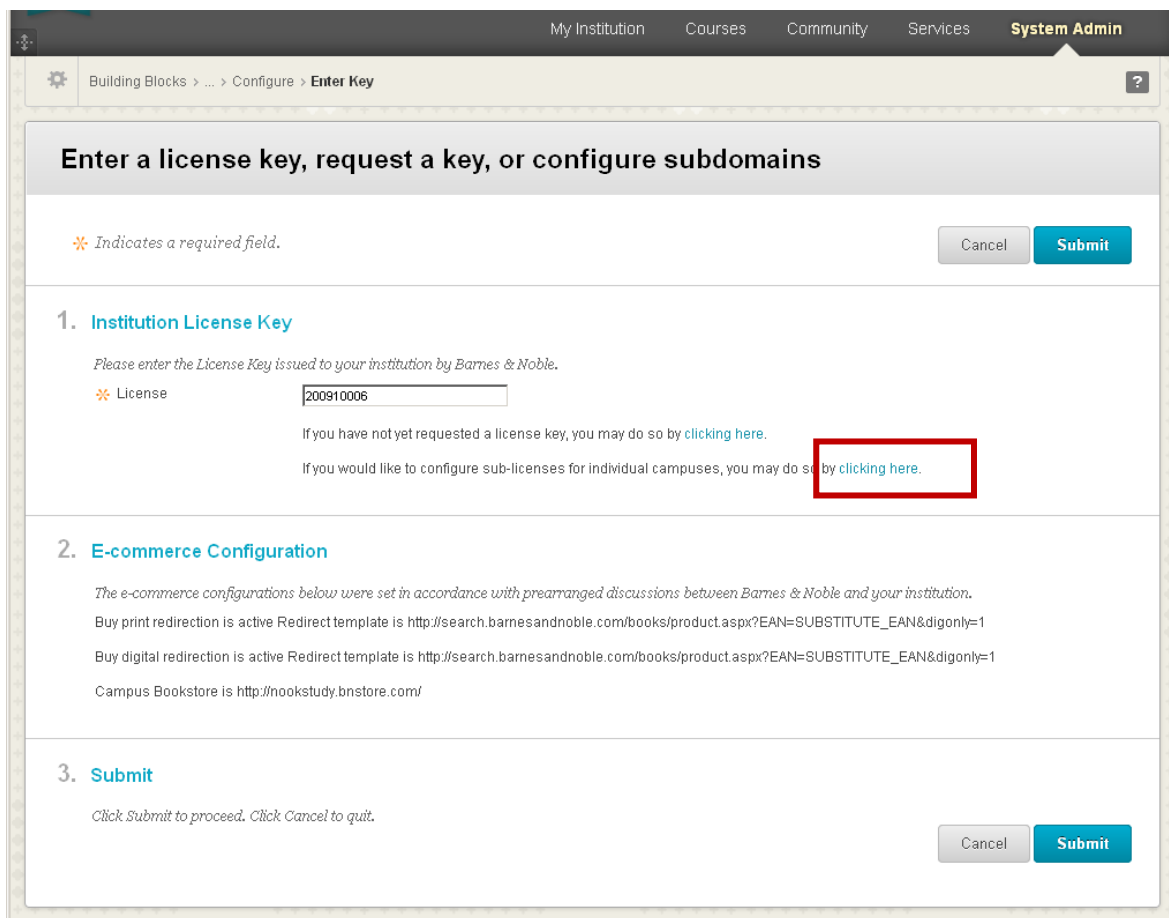 My Institution Courses Community Services System Admin
Building Blocks > ... > Configure > Enter Key
?
Enter a license key, request a key, or configure subdomains
Indicates a required field.
Cancel Submit
1. Institution License Key
Please enter the License Key issued to your institution by Barnes & Noble.
License 200910006
If you have not yet requested a license key, you may do so by clicking here.
If you would like to configure sub-licenses for individual campuses, you may do so by clicking here.
2. E-commerce Configuration
The e-commerce configurations below were set in accordance with prearranged discussions between Barnes & Noble and your institution.
Buy print redirection is active Redirect template is http://search.barnesandnoble.com/books/product.aspx?EAN=SUBSTITUTE_EAN&digonly=1
Buy digital redirection is active Redirect template is http://search.barnesandnoble.com/books/product.aspx?EAN=SUBSTITUTE_EAN&digonly=1
Campus Bookstore is http://nookstudy.bnstore.com/
3. Submit
Click Submit to proceed. Click Cancel to quit.
Cancel Submit